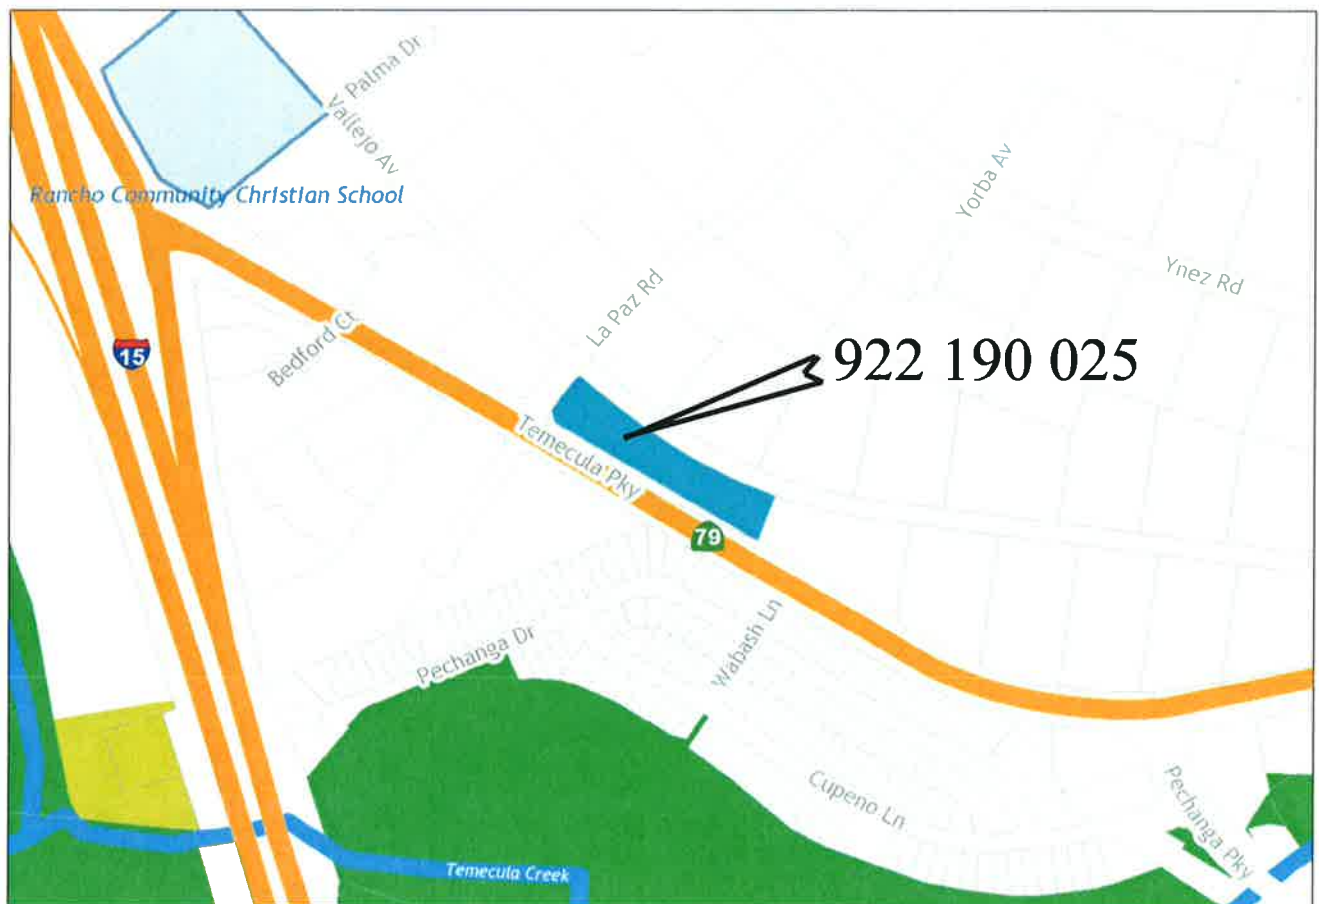 Palma Dr
Vallejo Av
Rancho Community Christian School
Yorba Av
Ynez Rd
La Paz Rd
Bedford Ct
15
922 190 025
Temecula Pky
79
Wabash Ln
Pechanga Dr
Cupeno Ln
Pechanga Pky
Temecula Creek